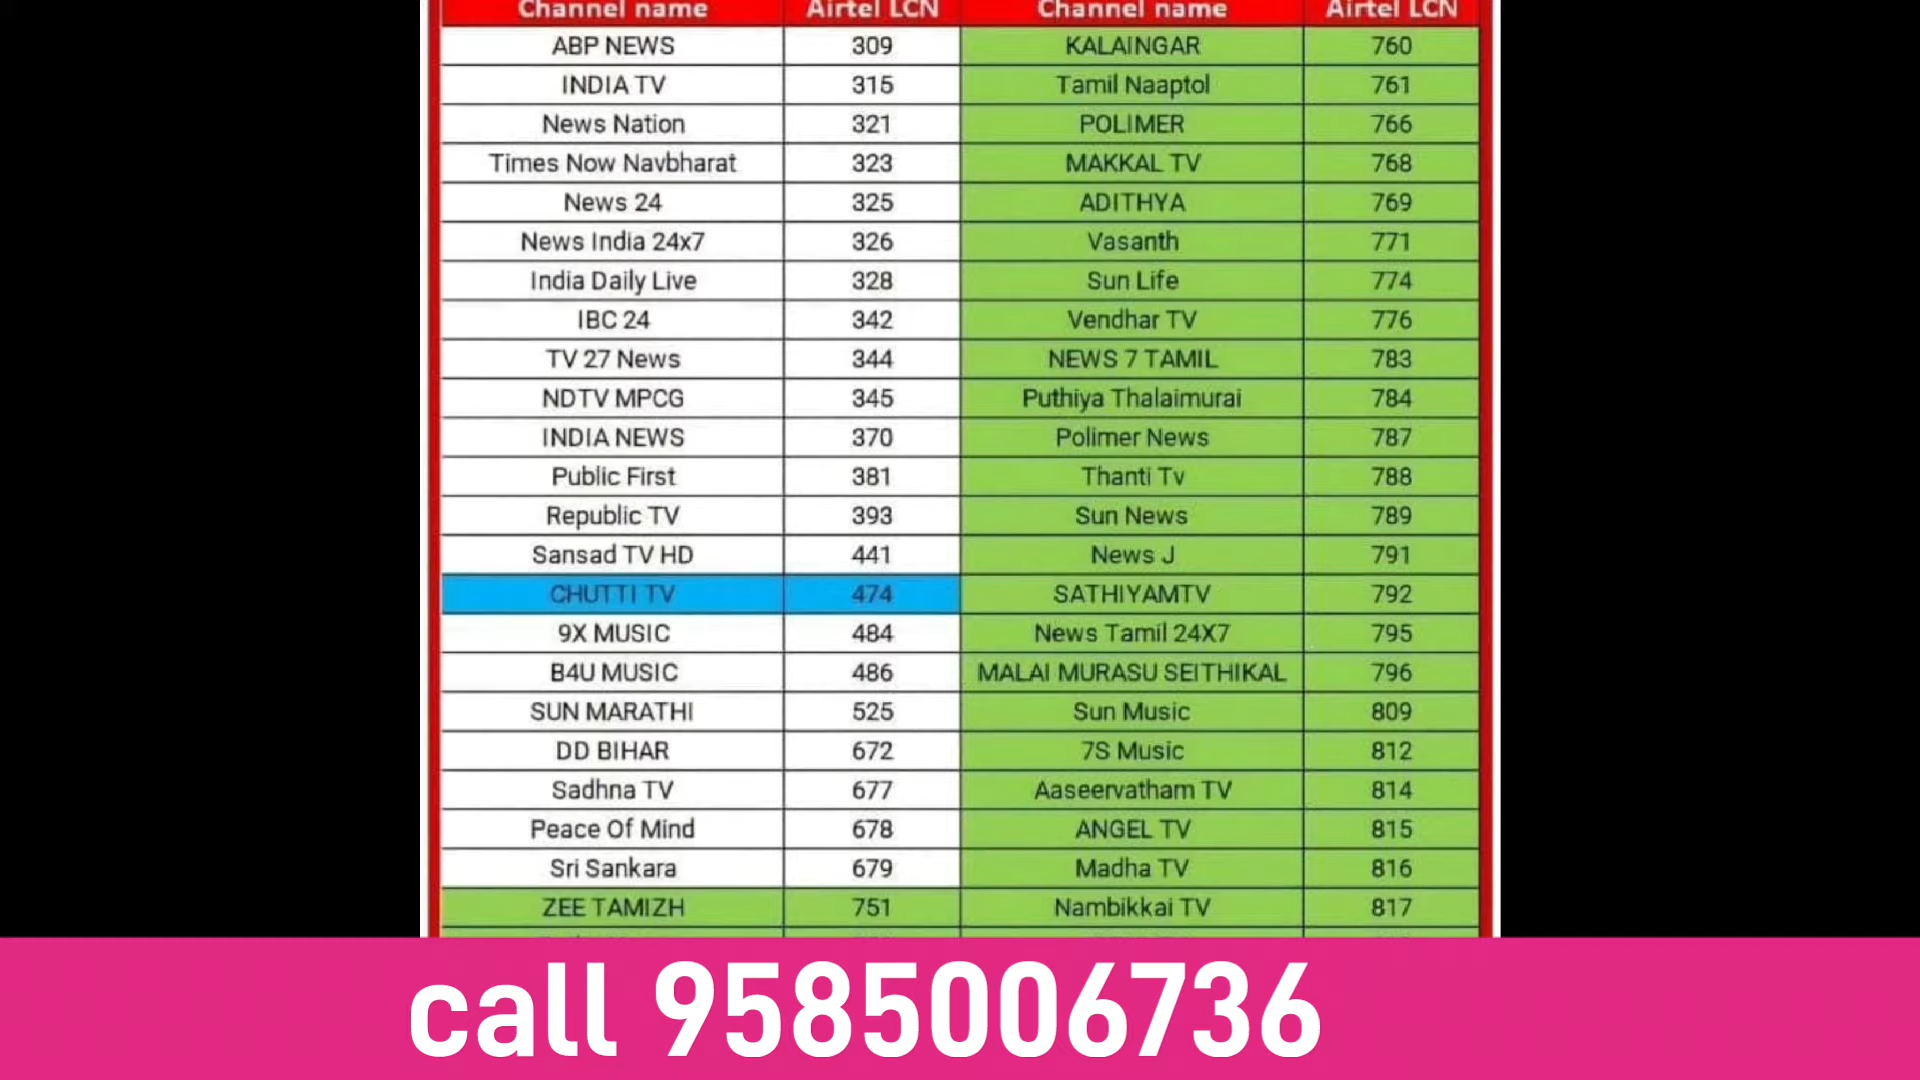 Channel name Airtel LCN Channel name Airtel LCN
ABP NEWS 309 KALAINGAR 760
INDIA TV 315 Tamil Naaptol 761
News Nation 321 POLIMER 766
Times Now Navbharat 323 MAKKAL TV 768
News 24 325 ADITHYA 769
News India 24x7 326 Vasanth 771
India Daily Live 328 Sun Life 774
IBC 24 342 Vendhar TV 776
TV 27 News 344 NEWS 7 TAMIL 783
NDTV MPCG 345 Puthiya Thalaimurai 784
INDIA NEWS 370 Polimer News 787
Public First 381 Thanti Tv 788
Republic TV 393 Sun News 789
Sansad TV HD 441 News J 791
CHUTTI TV 474 SATHIYAMTV 792
9X MUSIC 484 News Tamil 24X7 795
B4U MUSIC 486 MALAI MURASU SEITHIKAL 796
SUN MARATHI 525 Sun Music 809
DD BIHAR 672 7S Music 812
Sadhna TV 677 Aaseervatham TV 814
Peace Of Mind 678 ANGEL TV 815
Sri Sankara 679 Madha TV 816
ZEE TAMIZH 751 Nambikkai TV 817
call 9585006736